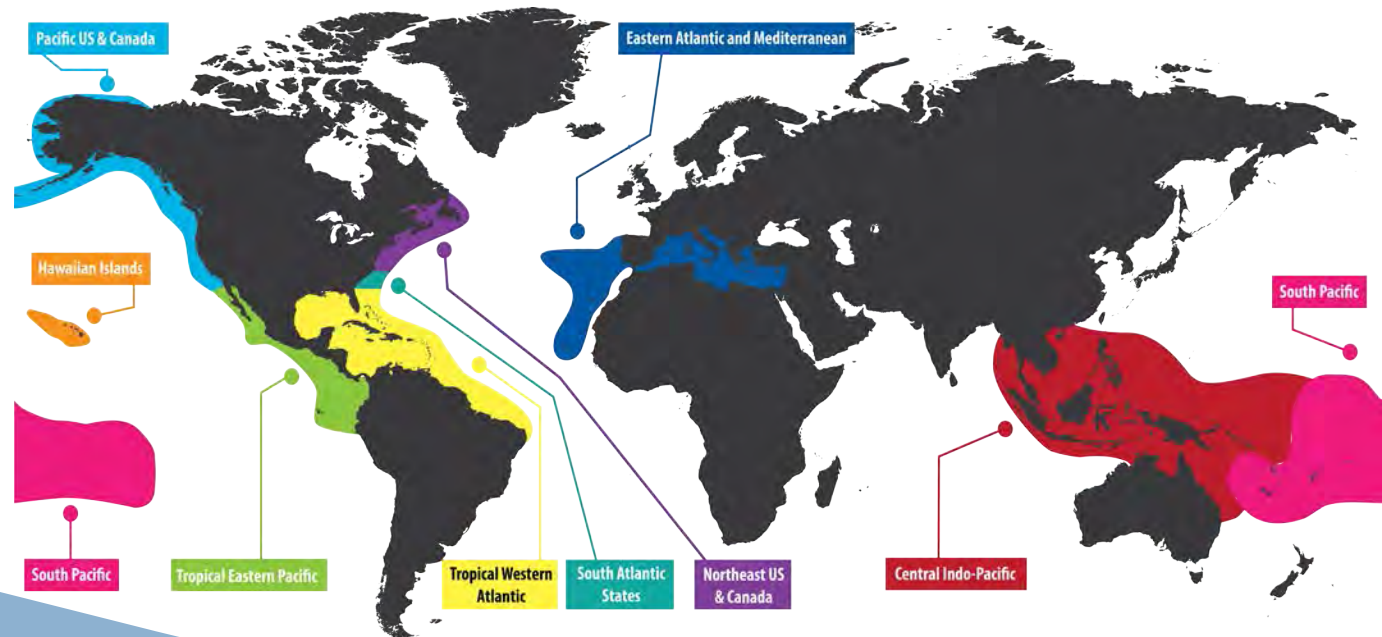 Pacific US & Canada
Eastern Atlantic and Mediterranean
Hawaiian Islands
South Pacific
South Pacific
Tropical Eastern Pacific
Tropical Western
Atlantic
South Atlantic
States
Northeast US
& Canada
Central Indo-Pacific